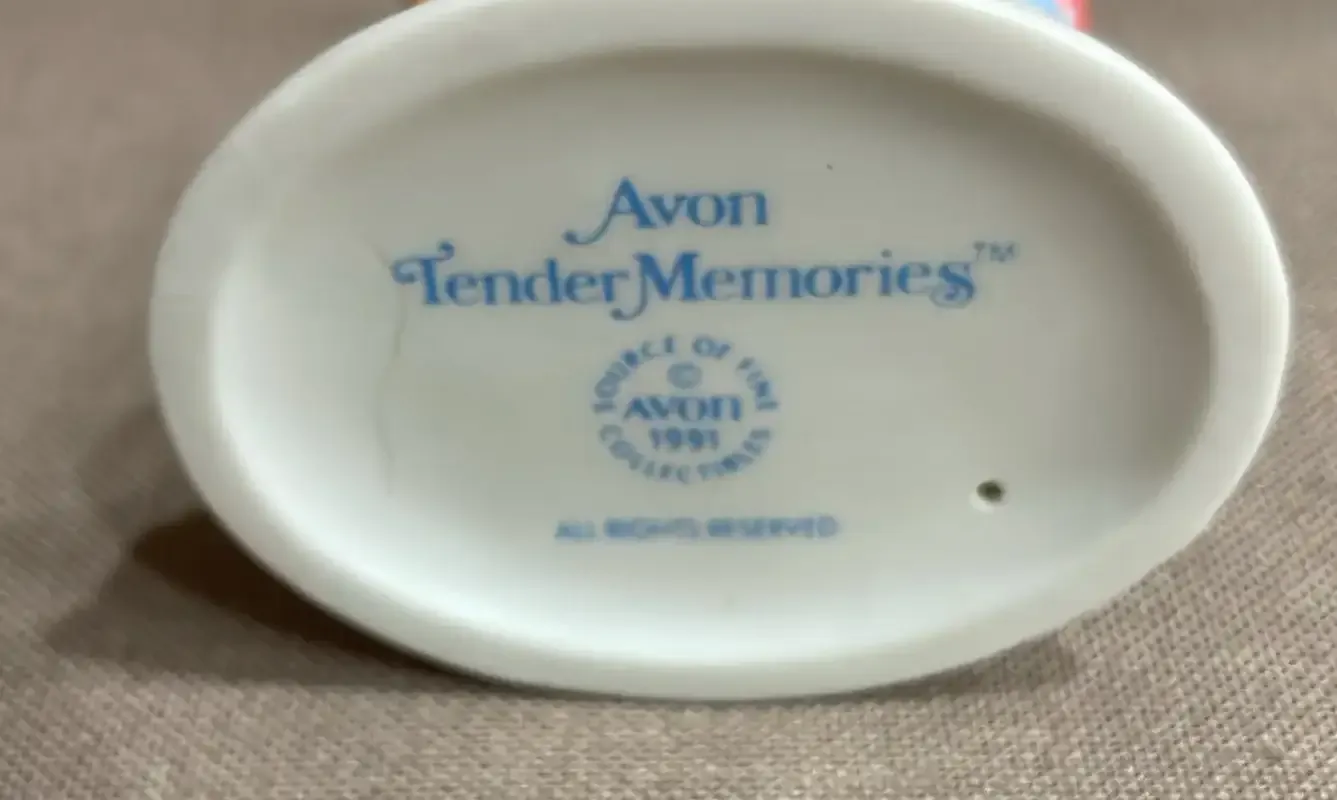 Avon
Tender Memories™
SOURCE OF FINE
©
AVON
1991
COLLECTIBLES
ALL RIGHTS RESERVED